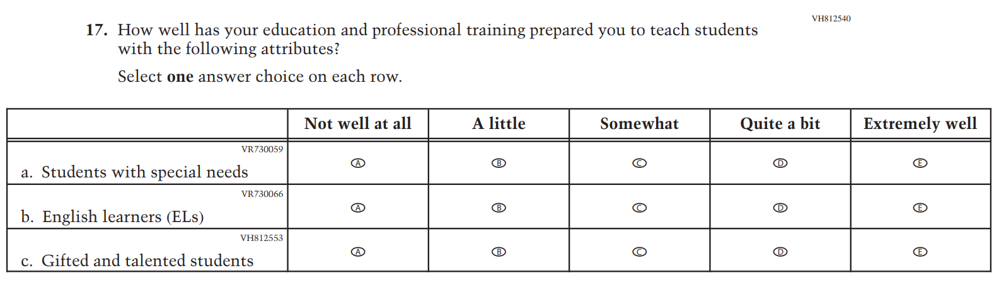 VH812540
17. How well has your education and professional training prepared you to teach students
with the following attributes?
Select one answer choice on each row.
Not well at all A little Somewhat Quite a bit Extremely well
VR730059
a. Students with special needs A B C D E
VR730066
b. English learners (ELs) A B C D E
VH812553
c. Gifted and talented students A B C D E